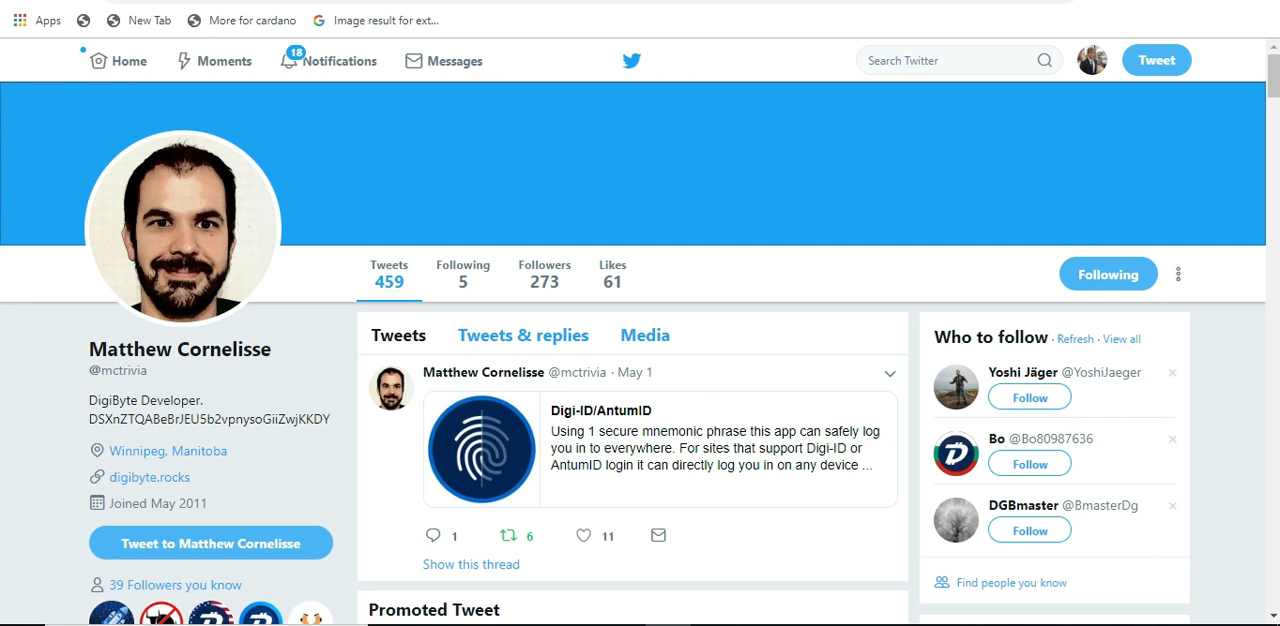 Apps New Tab More for cardano Image result for ext...
Home Moments 18 Notifications Messages Search Twitter Tweet
Tweets Following Followers Likes
459 5 273 61 Following
Matthew Cornelisse
@mctrivia
DigiByte Developer.
DSXnZTQABeBrJEU5b2vpnysoGiiZwjKKDY
Winnipeg, Manitoba
digibyte.rocks
Joined May 2011
Tweet to Matthew Cornelisse
39 Followers you know
Tweets Tweets & replies Media
Matthew Cornelisse @mctrivia · May 1
Digi-ID/AntumID
Using 1 secure mnemonic phrase this app can safely log
you in to everywhere. For sites that support Digi-ID or
AntumID login it can directly log you in on any device ...
1 6 11
Show this thread
Promoted Tweet
Who to follow · Refresh · View all
Yoshi Jäger @YoshiJaeger
Follow
Bo @Bo80987636
Follow
DGBmaster @BmasterDg
Follow
Find people you know